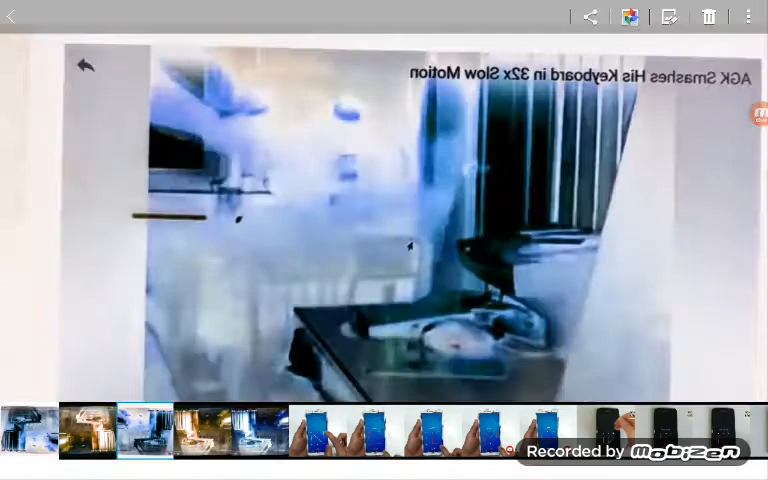 AGK Smashes His Keyboard in 32x Slow Motion
Recorded by mobizen